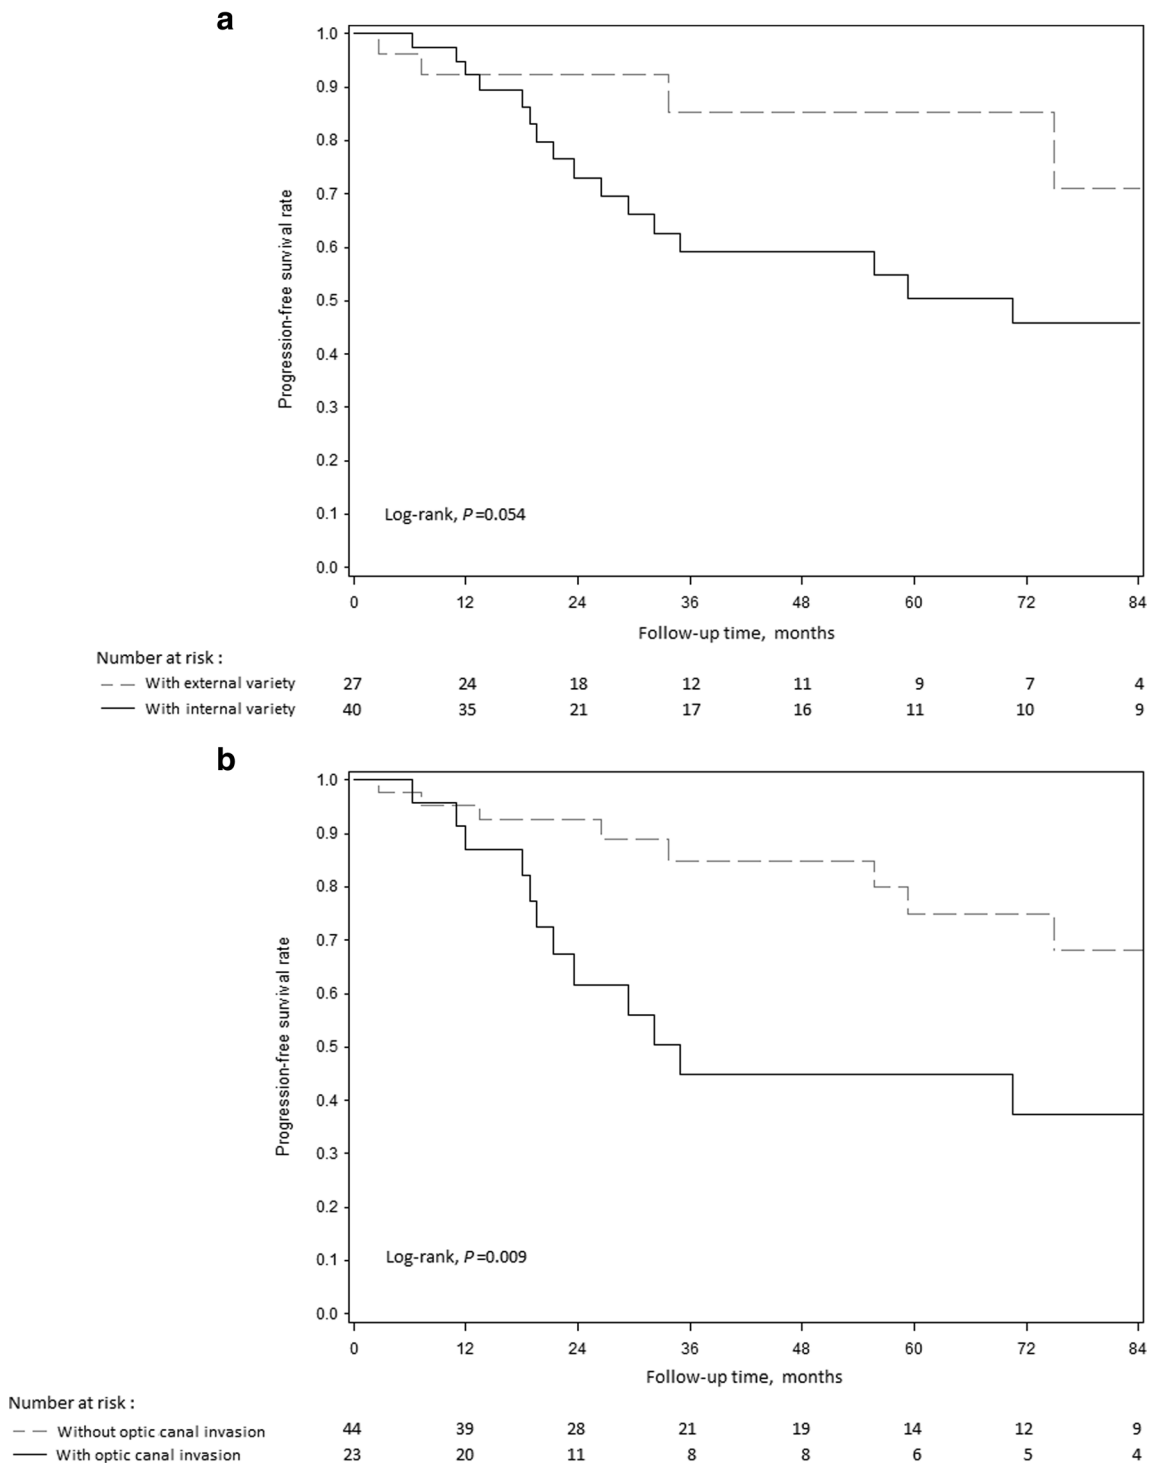 a
1.0
0.9
0.8
0.7
0.6
0.5
0.4
0.3
0.2
0.1
0.0
Progression-free survival rate
Log-rank, P=0.054
0 12 24 36 48 60 72 84
Follow-up time, months
Number at risk :
With external variety 27 24 18 12 11 9 7 4
With internal variety 40 35 21 17 16 11 10 9
b
1.0
0.9
0.8
0.7
0.6
0.5
0.4
0.3
0.2
0.1
0.0
Progression-free survival rate
Log-rank, P=0.009
0 12 24 36 48 60 72 84
Follow-up time, months
Number at risk :
Without optic canal invasion 44 39 28 21 19 14 12 9
With optic canal invasion 23 20 11 8 8 6 5 4